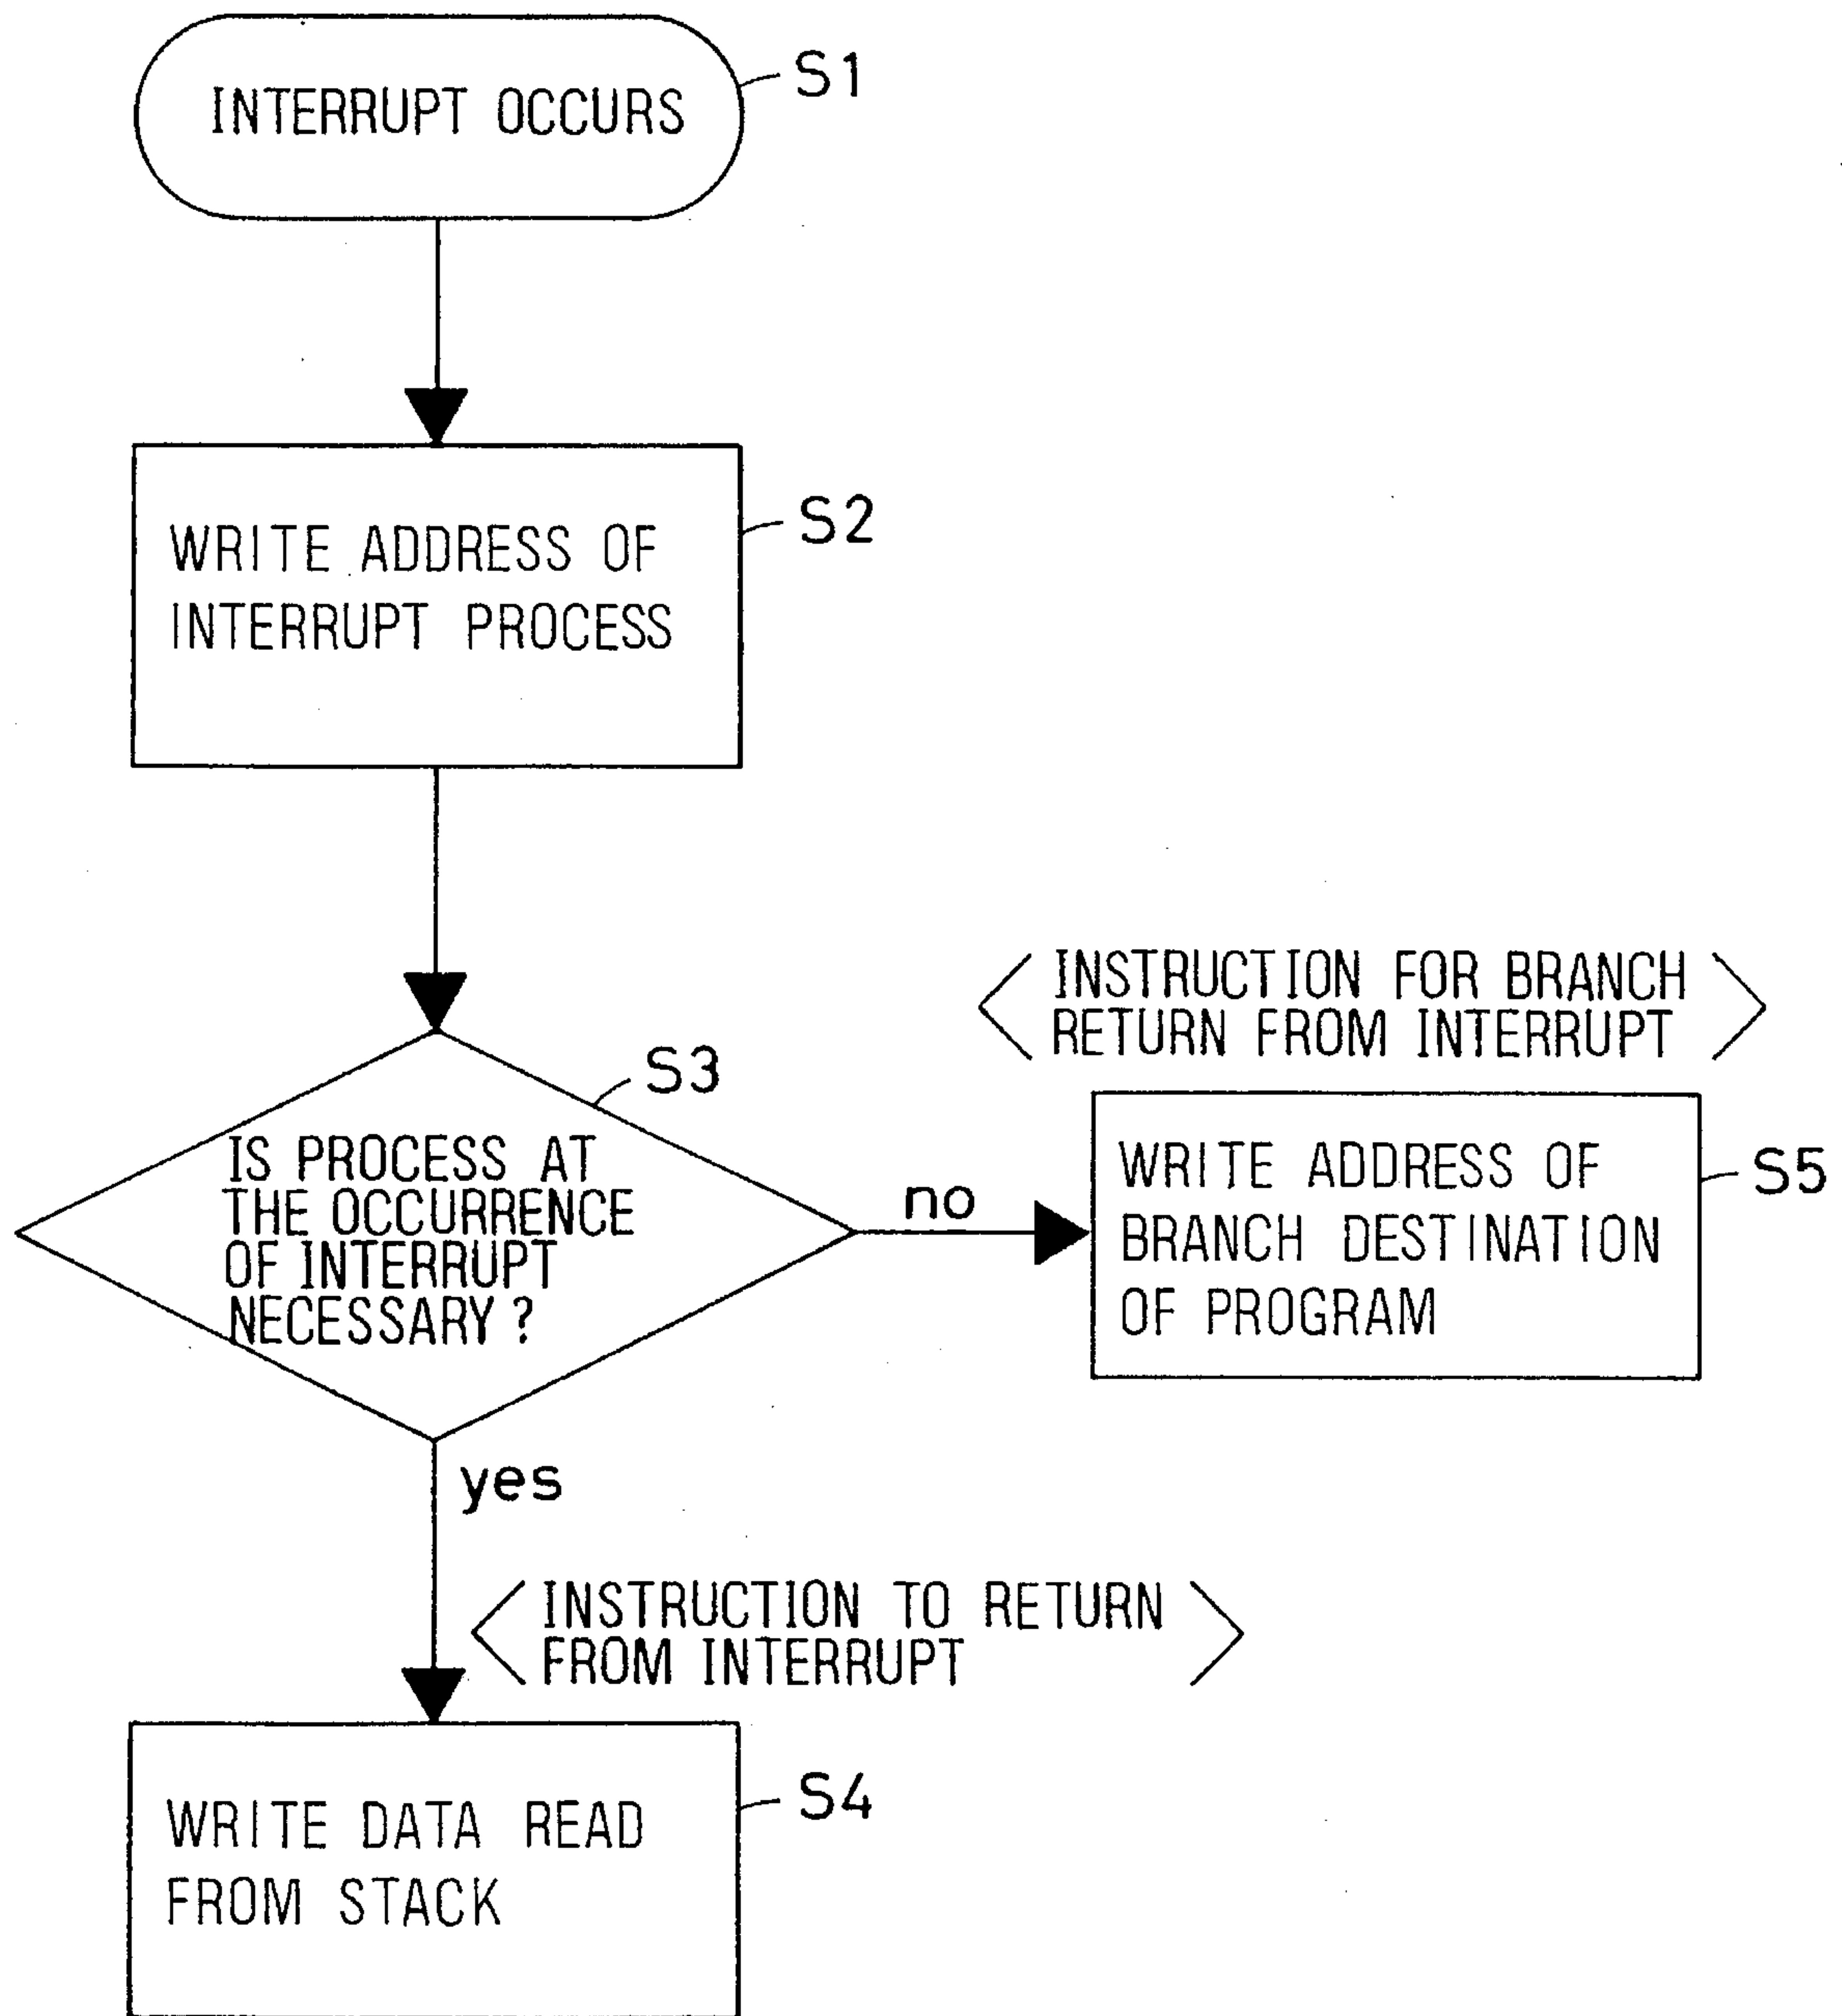 INTERRUPT OCCURS
S1
WRITE ADDRESS OF
INTERRUPT PROCESS
S2
IS PROCESS AT
THE OCCURRENCE
OF INTERRUPT
NECESSARY ?
S3
no
< INSTRUCTION FOR BRANCH
RETURN FROM INTERRUPT >
WRITE ADDRESS OF
BRANCH DESTINATION
OF PROGRAM
S5
yes
< INSTRUCTION TO RETURN
FROM INTERRUPT >
WRITE DATA READ
FROM STACK
S4